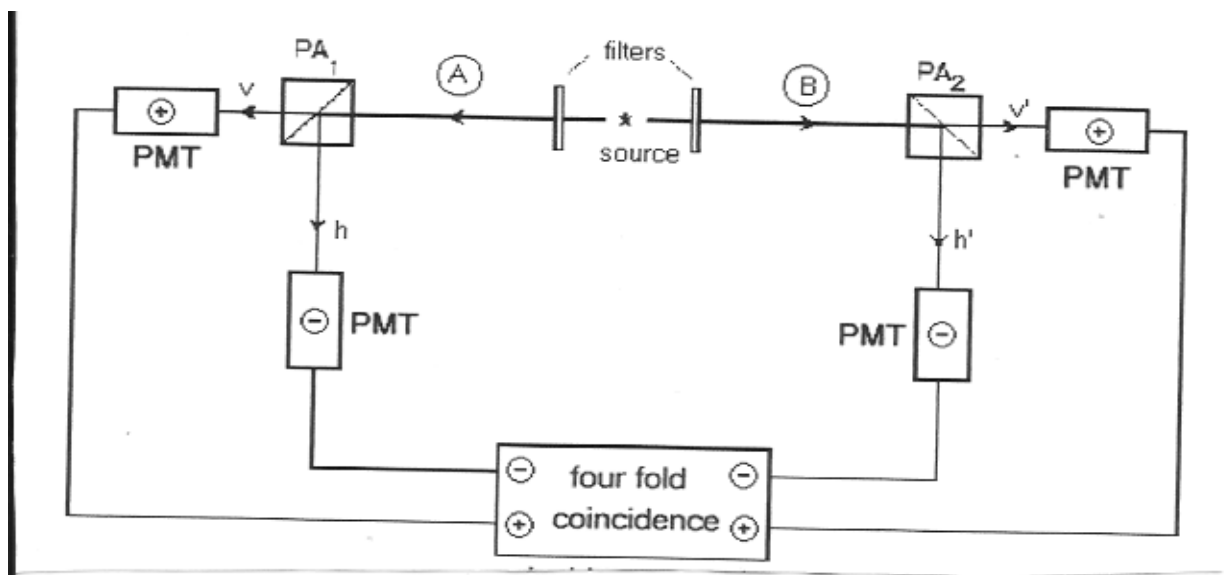 PA1
A
filters
B
PA2
v
v'
⊕
PMT
source
⊕
PMT
h
h'
⊖
PMT
⊖
PMT
⊖ four fold ⊖
⊕ coincidence ⊕